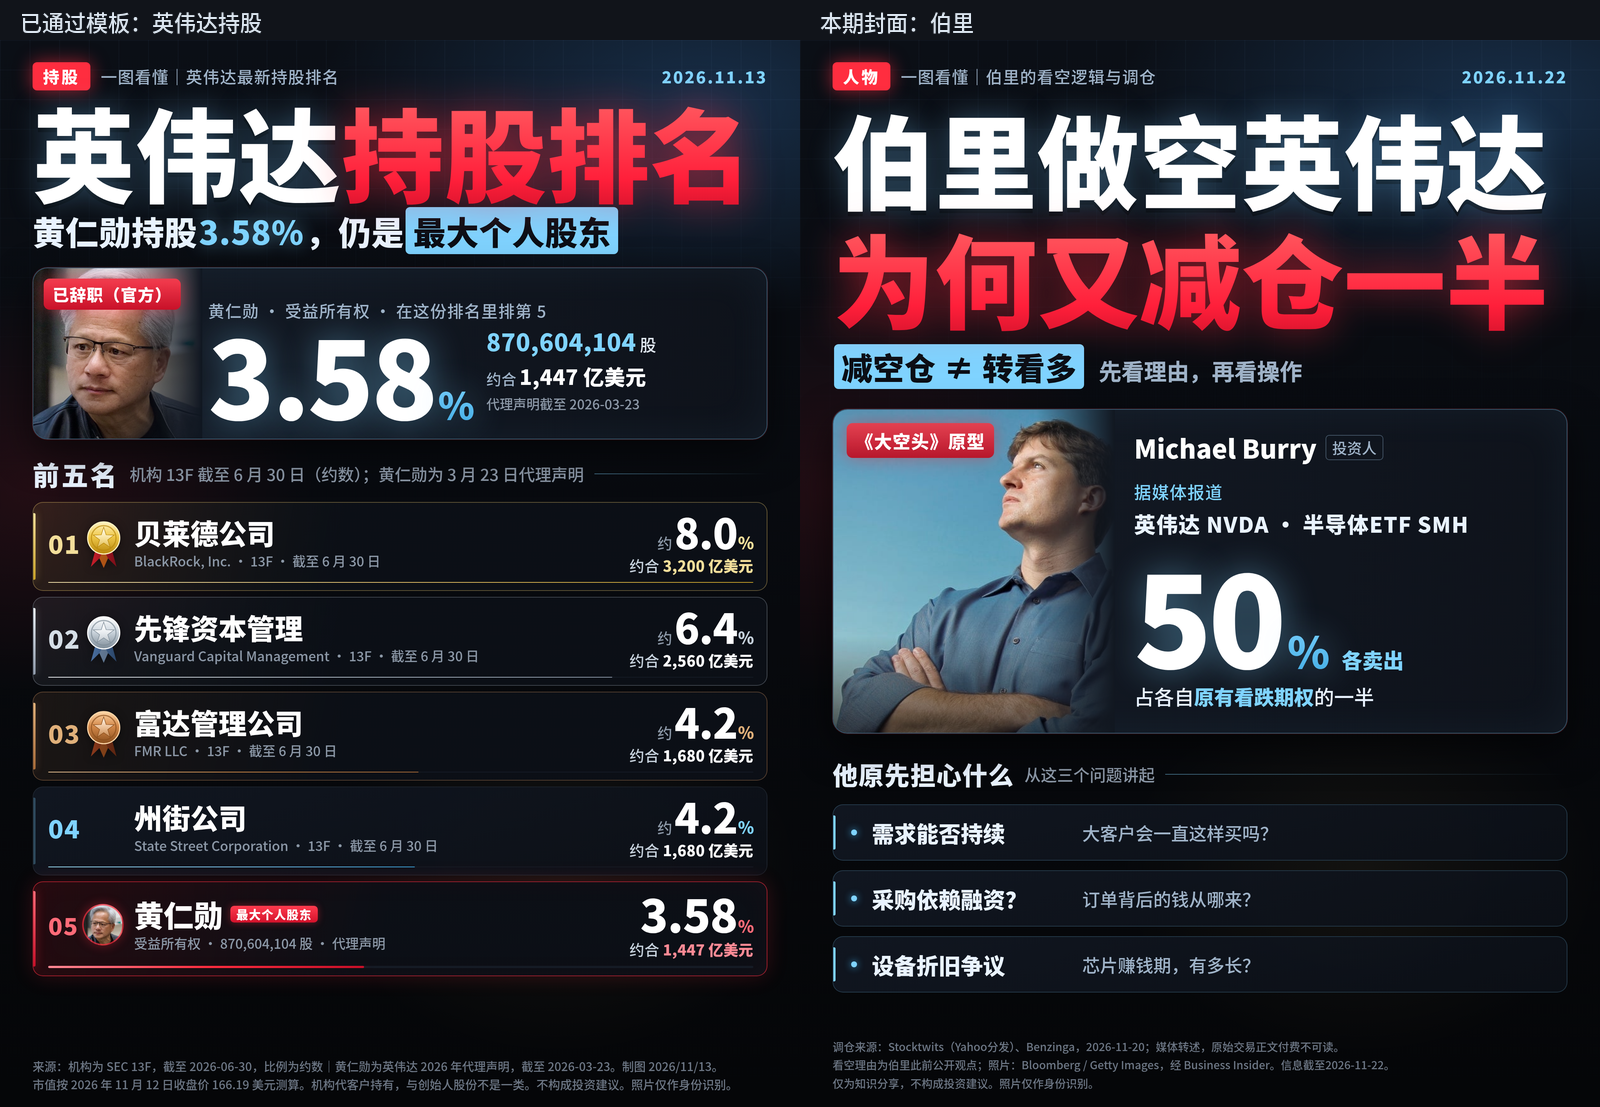 已通过模板：英伟达持股
持股 一图看懂｜英伟达最新持股排名 2026.11.13
英伟达持股排名
黄仁勋持股3.58%，仍是 最大个人股东
已辞职（官方）
黄仁勋 • 受益所有权 • 在这份排名里排第 5
3.58%
870,604,104 股
约合 1,447 亿美元
代理声明截至 2026-03-23
前五名 机构 13F 截至 6 月 30 日（约数）；黄仁勋为 3 月 23 日代理声明
01 贝莱德公司 约 8.0%
BlackRock, Inc. • 13F • 截至 6 月 30 日 约合 3,200 亿美元
02 先锋资本管理 约 6.4%
Vanguard Capital Management • 13F • 截至 6 月 30 日 约合 2,560 亿美元
03 富达管理公司 约 4.2%
FMR LLC • 13F • 截至 6 月 30 日 约合 1,680 亿美元
04 州街公司 约 4.2%
State Street Corporation • 13F • 截至 6 月 30 日 约合 1,680 亿美元
05 黄仁勋 最大个人股东 3.58%
受益所有权 • 870,604,104 股 • 代理声明 约合 1,447 亿美元
来源：机构为 SEC 13F，截至 2026-06-30，比例为约数｜黄仁勋为英伟达 2026 年代理声明，截至 2026-03-23。制图 2026/11/13。
市值按 2026 年 11 月 12 日收盘价 166.19 美元测算。机构代客户持有，与创始人股份不是一类。不构成投资建议。照片仅作身份识别。
本期封面：伯里
人物 一图看懂｜伯里的看空逻辑与调仓 2026.11.22
伯里做空英伟达
为何又减仓一半
减空仓 ≠ 转看多 先看理由，再看操作
《大空头》原型
Michael Burry 投资人
据媒体报道
英伟达 NVDA • 半导体ETF SMH
50% 各卖出
占各自原有看跌期权的一半
他原先担心什么 从这三个问题讲起
• 需求能否持续 大客户会一直这样买吗？
• 采购依赖融资？ 订单背后的钱从哪来？
• 设备折旧争议 芯片赚钱期，有多长？
调仓来源：Stocktwits（Yahoo分发）、Benzinga，2026-11-20；媒体转述，原始交易正文付费不可读。
看空理由为伯里此前公开观点；照片：Bloomberg / Getty Images，经 Business Insider。信息截至2026-11-22。
仅为知识分享，不构成投资建议。照片仅作身份识别。